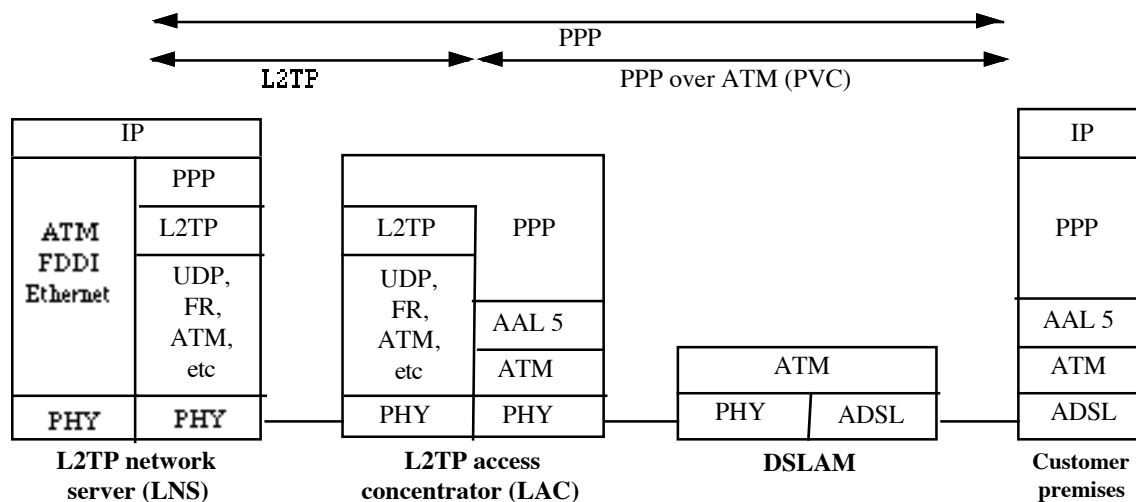 PPP
L2TP
PPP over ATM (PVC)
IP
ATM
FDDI
Ethernet
PPP
L2TP
UDP,
FR,
ATM,
etc
PHY
PHY
L2TP network
server (LNS)
L2TP
PPP
UDP,
FR,
ATM,
etc
AAL 5
ATM
PHY
PHY
L2TP access
concentrator (LAC)
ATM
PHY
ADSL
DSLAM
IP
PPP
AAL 5
ATM
ADSL
Customer
premises